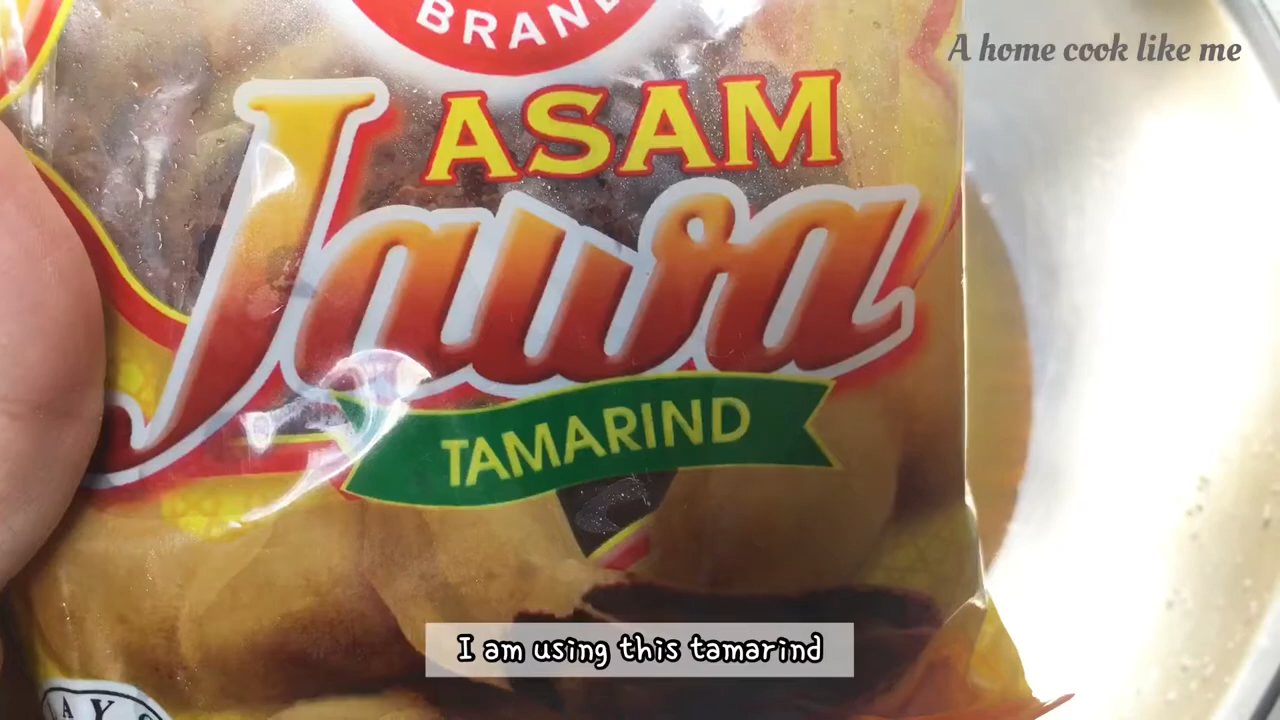 BRAND
A home cook like me
ASAM
Jawa
TAMARIND
I am using this tamarind